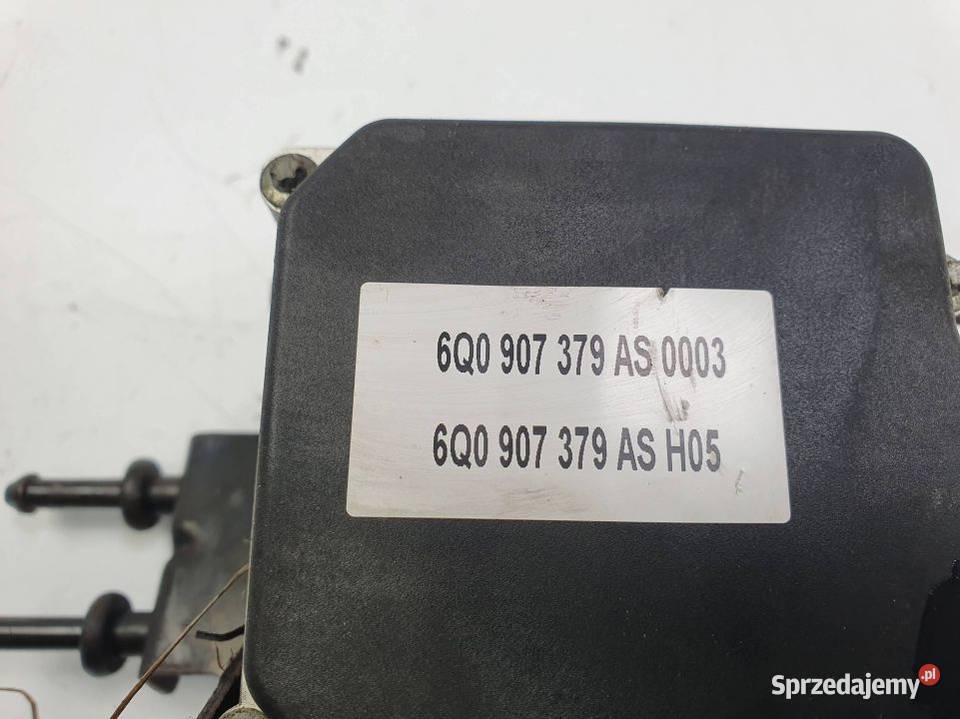 6Q0 907 379 AS 0003
6Q0 907 379 AS H05
Sprzedajemy.pl